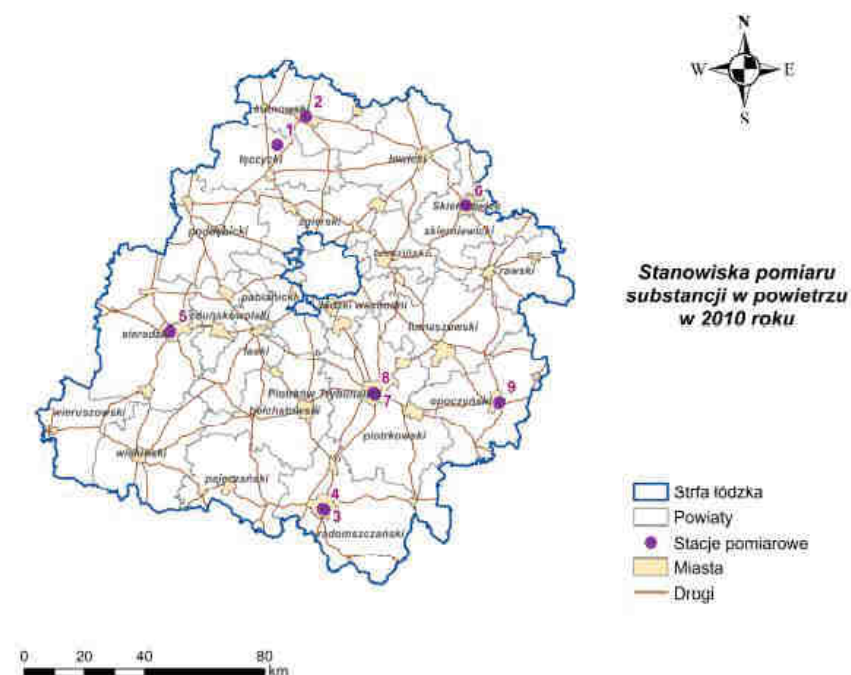 N
W E
S
2
kutnowski
1
łęczycki
łowicki
6
Skierniewice
zgierski
skierniewicki
poddębicki
rawski
pabianicki
łódzki wschodni
5
zduńskowolski
tomaszowski
sieradzki
łaski
8
9
Piotrków Trybunalski
7
opoczyński
wieruszowski
bełchatowski
piotrkowski
wieluński
pajęczański
4
3
radomszczański
Stanowiska pomiaru
substancji w powietrzu
w 2010 roku
Strfa łódzka
Powiaty
Stacje pomiarowe
Miasta
Drogi
0 20 40 80
km